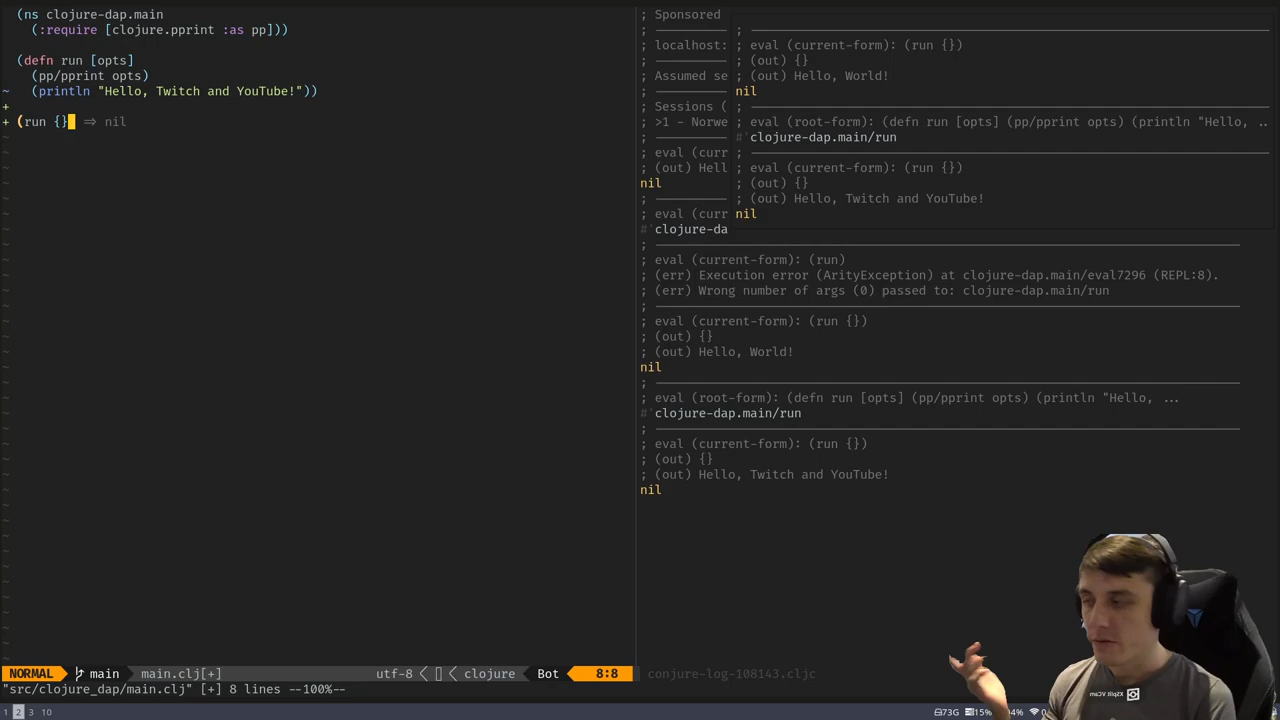 (ns clojure-dap.main
  (:require [clojure.pprint :as pp]))
(defn run [opts]
  (pp/pprint opts)
~ (println "Hello, Twitch and YouTube!"))
+
+ (run {} => nil
NORMAL main main.clj[+] utf-8 clojure Bot 8:8
"src/clojure_dap/main.clj" [+] 8 lines --100%--
1 2 3 10
; Sponsored
; localhost:
; Assumed se
; Sessions (
; >1 - Norwe
; eval (curr
; (out) Hell
nil
; eval (curr
#'clojure-da
; eval (current-form): (run)
; (err) Execution error (ArityException) at clojure-dap.main/eval7296 (REPL:8).
; (err) Wrong number of args (0) passed to: clojure-dap.main/run
; eval (current-form): (run {})
; (out) {}
; (out) Hello, World!
nil
; eval (root-form): (defn run [opts] (pp/pprint opts) (println "Hello, ...
#'clojure-dap.main/run
; eval (current-form): (run {})
; (out) {}
; (out) Hello, Twitch and YouTube!
nil
; eval (current-form): (run {})
; (out) {}
; (out) Hello, World!
nil
; eval (root-form): (defn run [opts] (pp/pprint opts) (println "Hello, ..
#'clojure-dap.main/run
; eval (current-form): (run {})
; (out) {}
; (out) Hello, Twitch and YouTube!
nil
conjure-log-108143.cljc
XSplit VCam
73G 15%